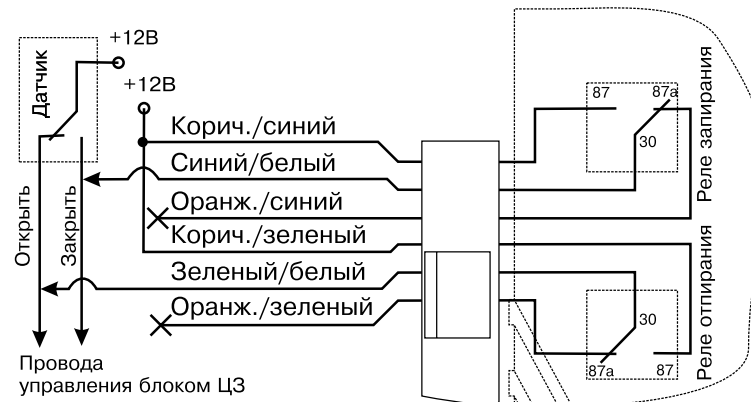 +12В
+12В
Датчик
Открыть
Закрыть
Корич./синий
Синий/белый
Оранж./синий
Корич./зеленый
Зеленый/белый
Оранж./зеленый
Провода
управления блоком ЦЗ
87
87а
30
Реле запирания
30
87а
87
Реле отпирания